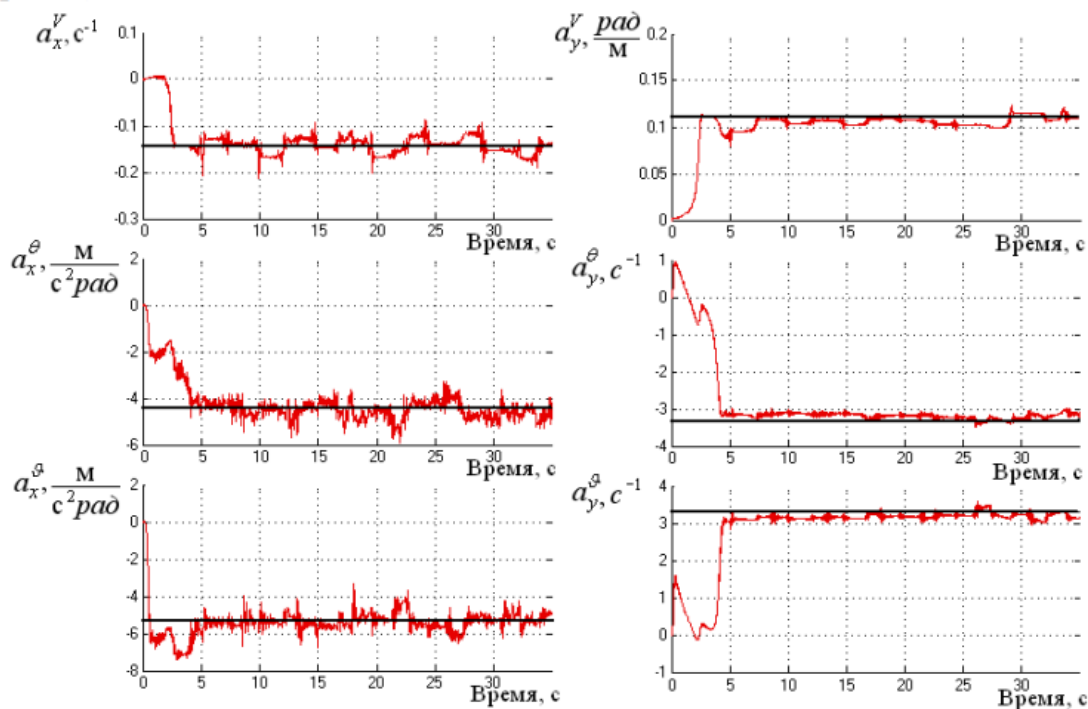 a_x^V, с⁻¹
0.1
0
-0.1
-0.2
-0.3
0 5 10 15 20 25 30
Время, с
a_y^V, рад/м
0.2
0.15
0.1
0.05
0
0 5 10 15 20 25 30
Время, с
a_x^θ, м/с²рад
2
0
-2
-4
-6
0 5 10 15 20 25 30
Время, с
a_y^θ, с⁻¹
1
0
-1
-2
-3
-4
0 5 10 15 20 25 30
Время, с
a_x^ϑ, м/с²рад
2
0
-2
-4
-6
-8
0 5 10 15 20 25 30
Время, с
a_y^ϑ, с⁻¹
4
3
2
1
0
-1
0 5 10 15 20 25 30
Время, с